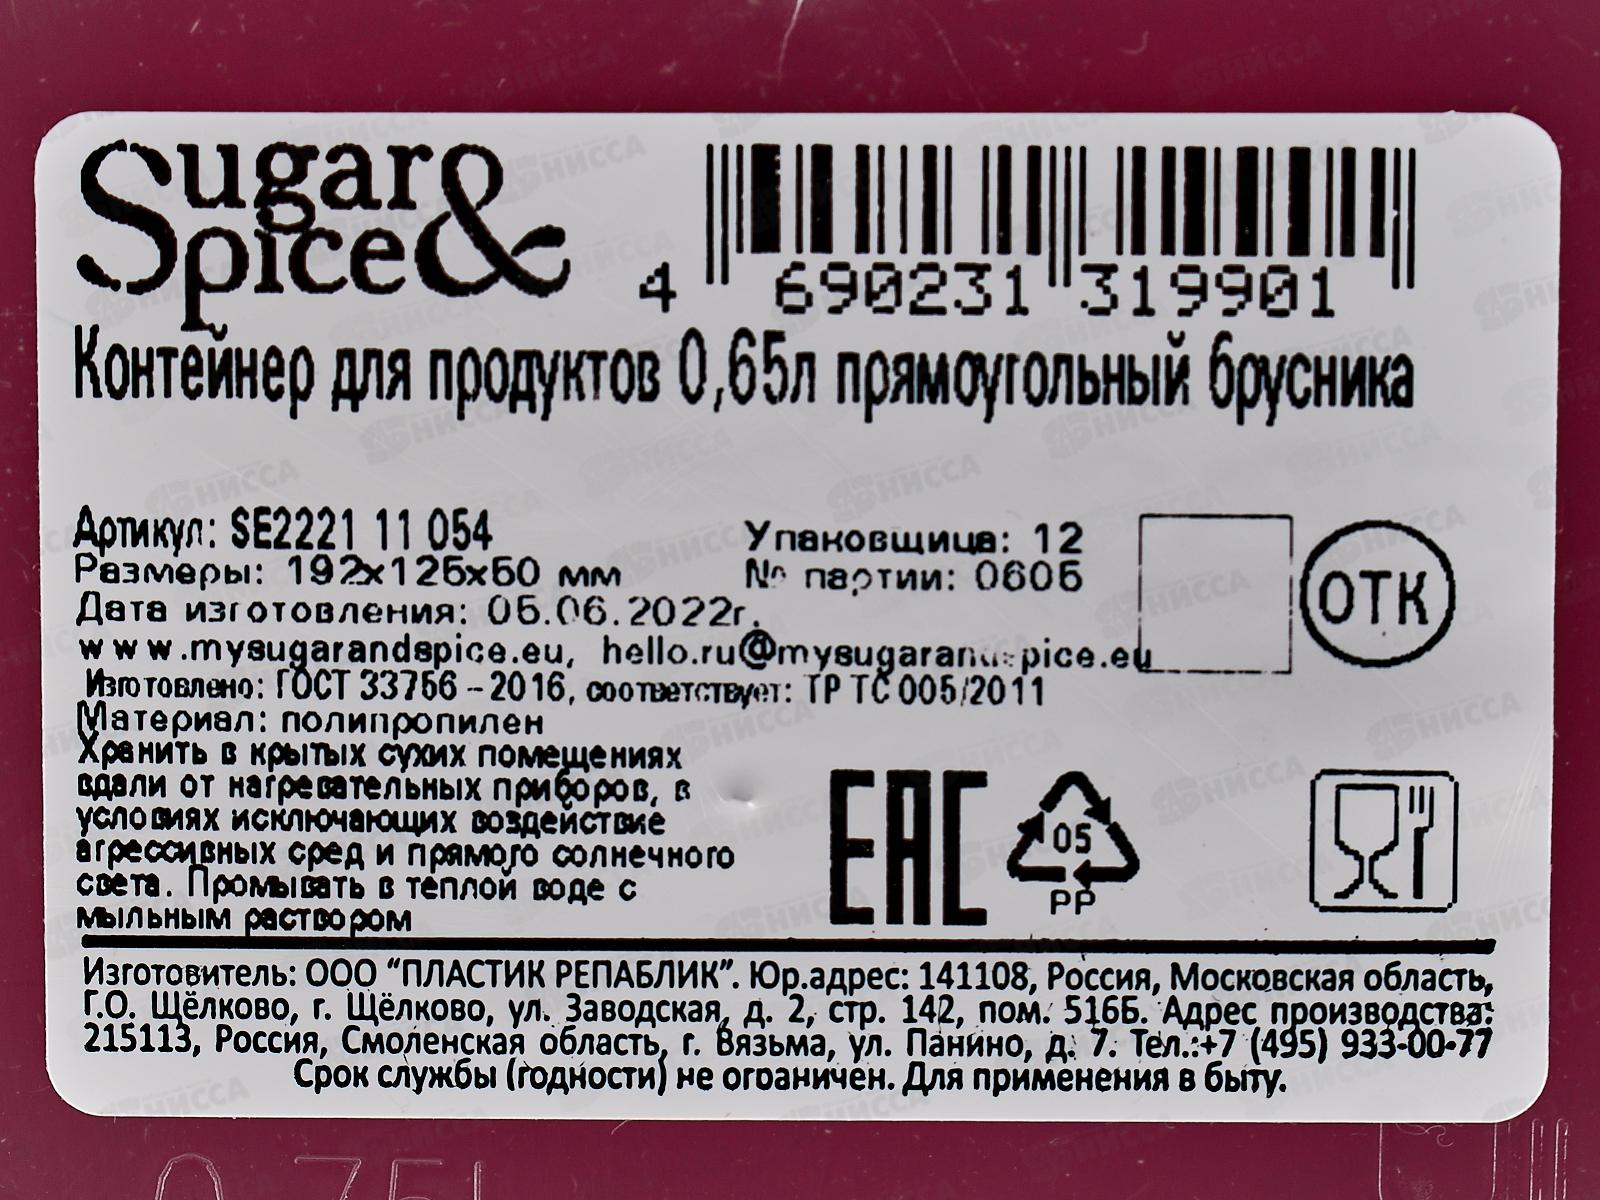 Sugar &
Spice
4 690231 319901
Контейнер для продуктов 0,65л прямоугольный брусника
Артикул: SE2221 11 054
Упаковщица: 12
Размеры: 192x125x50 мм
№ партии: 0605
Дата изготовления: 05.06.2022г.
ОТК
www.mysugarandspice.eu, hello.ru@mysugarandspice.eu
Изготовлено: ГОСТ 33756 - 2016, соответствует: ТР ТС 005/2011
Материал: полипропилен
Хранить в крытых сухих помещениях
вдали от нагревательных приборов, в
условиях исключающих воздействие
агрессивных сред и прямого солнечного
света. Промывать в тёплой воде с
мыльным раствором
EAC
05
PP
Изготовитель: ООО “ПЛАСТИК РЕПАБЛИК”. Юр.адрес: 141108, Россия, Московская область,
Г.О. Щёлково, г. Щёлково, ул. Заводская, д. 2, стр. 142, пом. 516Б. Адрес производства:
215113, Россия, Смоленская область, г. Вязьма, ул. Панино, д. 7. Тел.:+7 (495) 933-00-77
Срок службы (годности) не ограничен. Для применения в быту.
0.75L